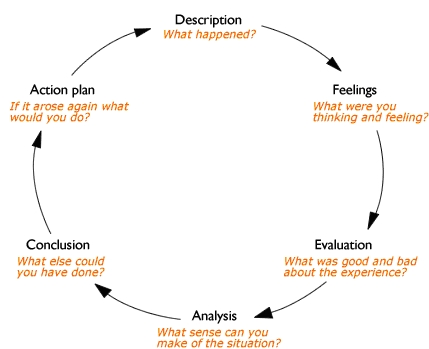 Description
What happened?
Feelings
What were you
thinking and feeling?
Evaluation
What was good and bad
about the experience?
Analysis
What sense can you
make of the situation?
Conclusion
What else could
you have done?
Action plan
If it arose again what
would you do?